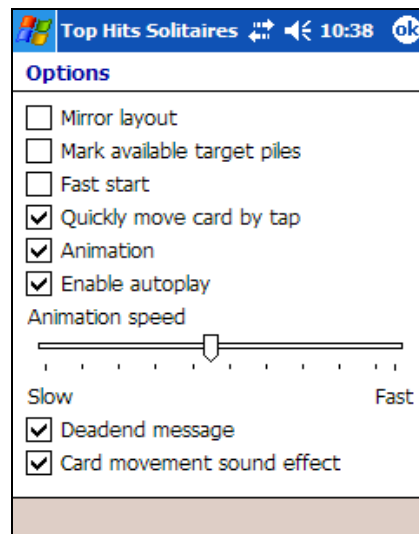 Top Hits Solitaires 10:38 ok
Options
Mirror layout
Mark available target piles
Fast start
Quickly move card by tap
Animation
Enable autoplay
Animation speed
Slow Fast
Deadend message
Card movement sound effect